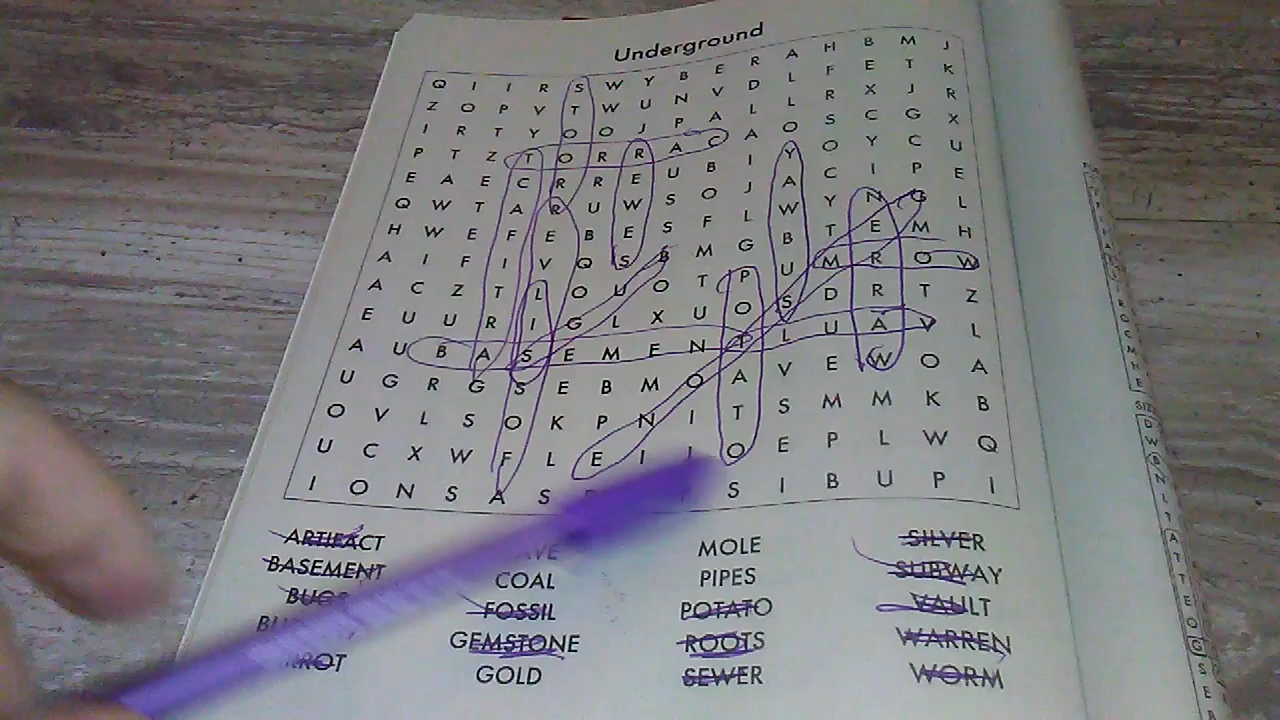 Underground
Q I I R S W Y B E R A H B M J
Z O P V T W U N V D L F E T K
I R T Y O O J P A L L R X J R
P T Z T O R R A C A O S C G X
E A E C R R E U B I Y O Y C U
Q W T A R U W S O J A C I P E
H W E F E B E S F L W Y N G L
A I F I V Q S B M G B T E M H
A C Z T L O U O T P U M R O W
E U U R I G L X U O S D R T Z
A U B A S E M E N T L U A V L
U G R G S E B M O A V E W O A
O V L S O K P N I T S M M K B
U C X W F L E I O E P L W Q
I O N S A S S I B U P I
ARTIFACT MOLE SILVER
BASEMENT COAL PIPES SUBWAY
FOSSIL POTATO VAULT
GEMSTONE ROOTS WARREN
GOLD SEWER WORM